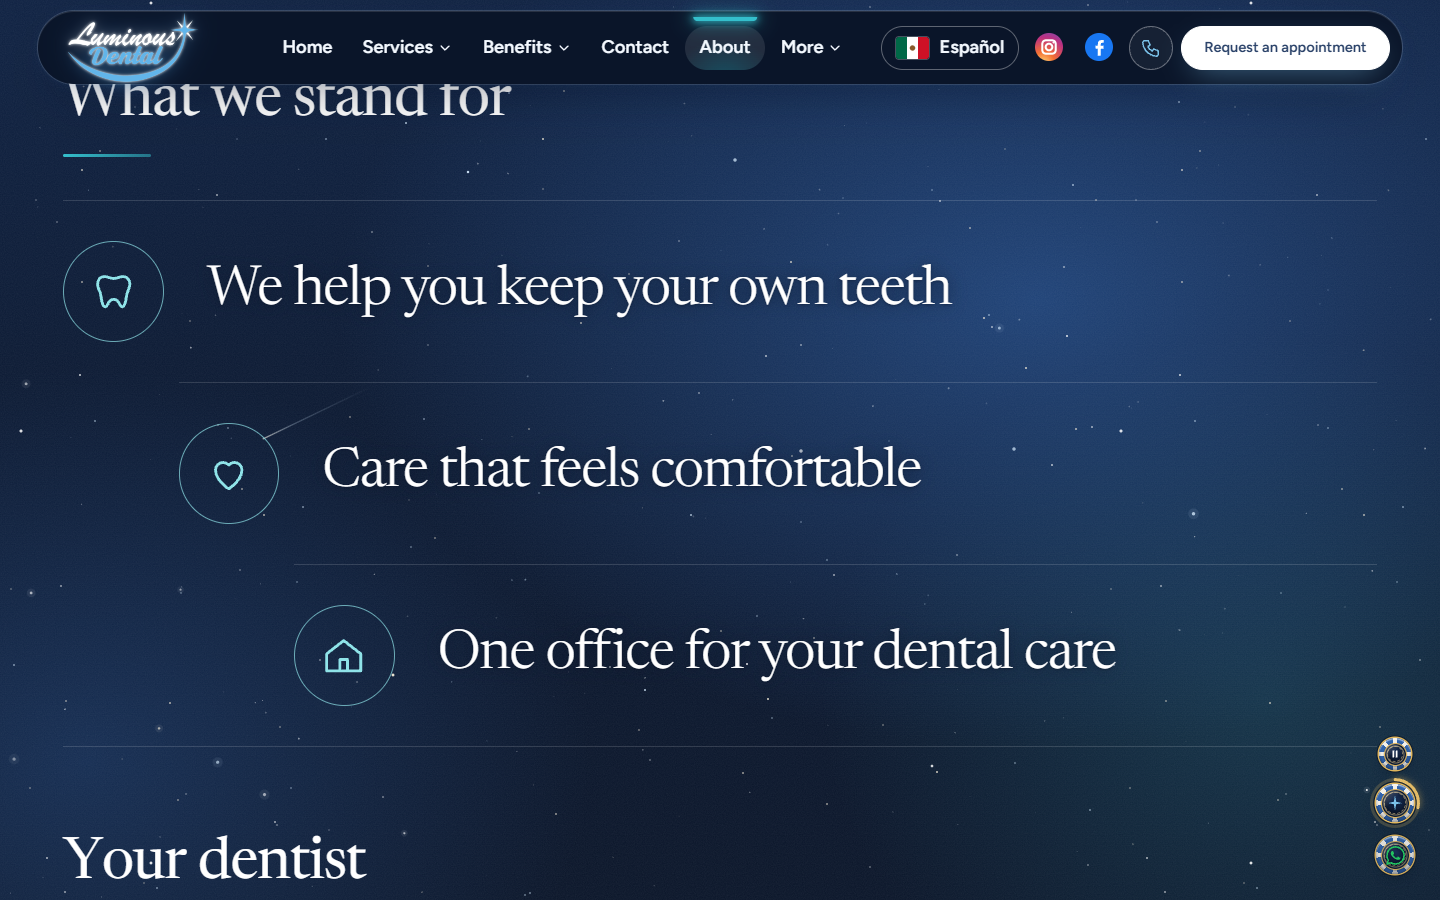 Luminous
Dental
Home
Services
Benefits
Contact
About
More
Español
Request an appointment
What we stand for
We help you keep your own teeth
Care that feels comfortable
One office for your dental care
Your dentist